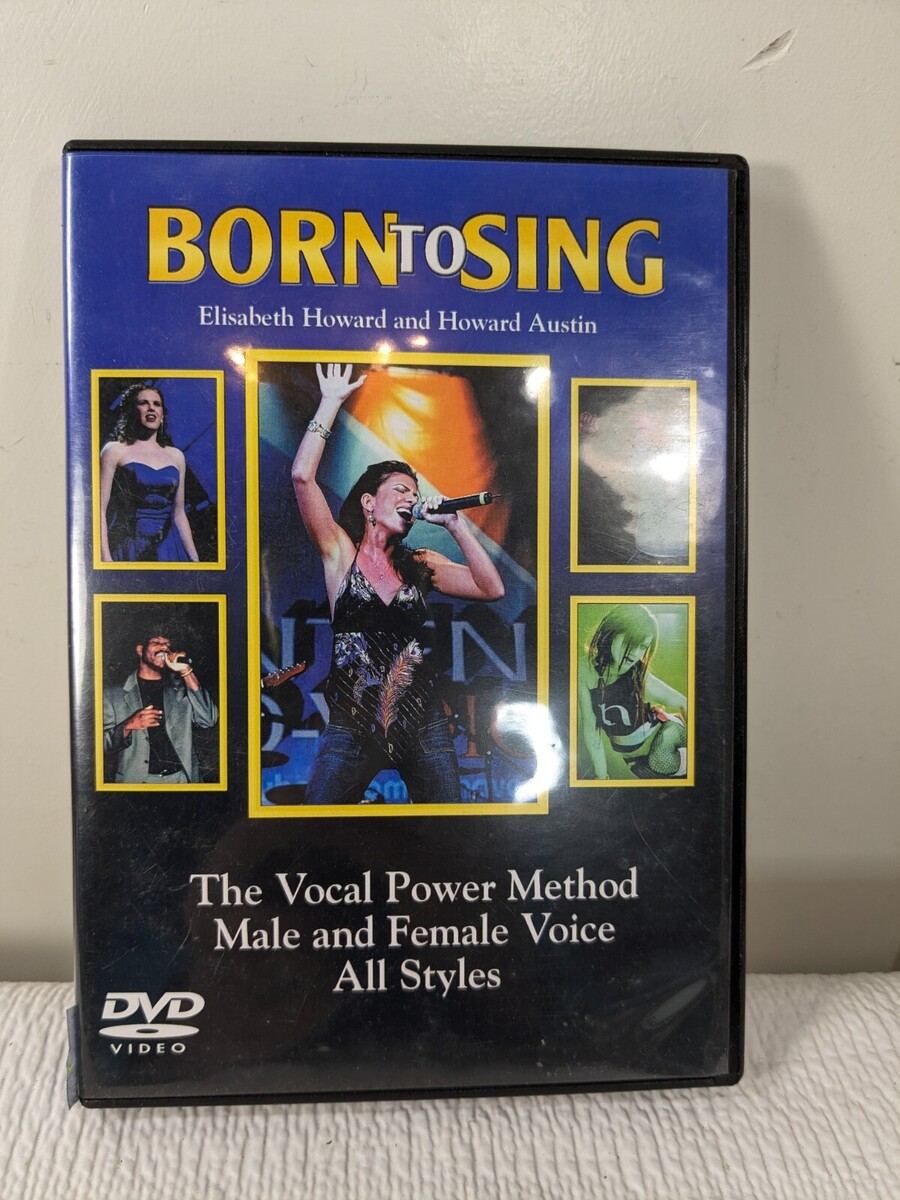 BORN TO SING
Elisabeth Howard and Howard Austin
The Vocal Power Method
Male and Female Voice
All Styles
DVD
VIDEO